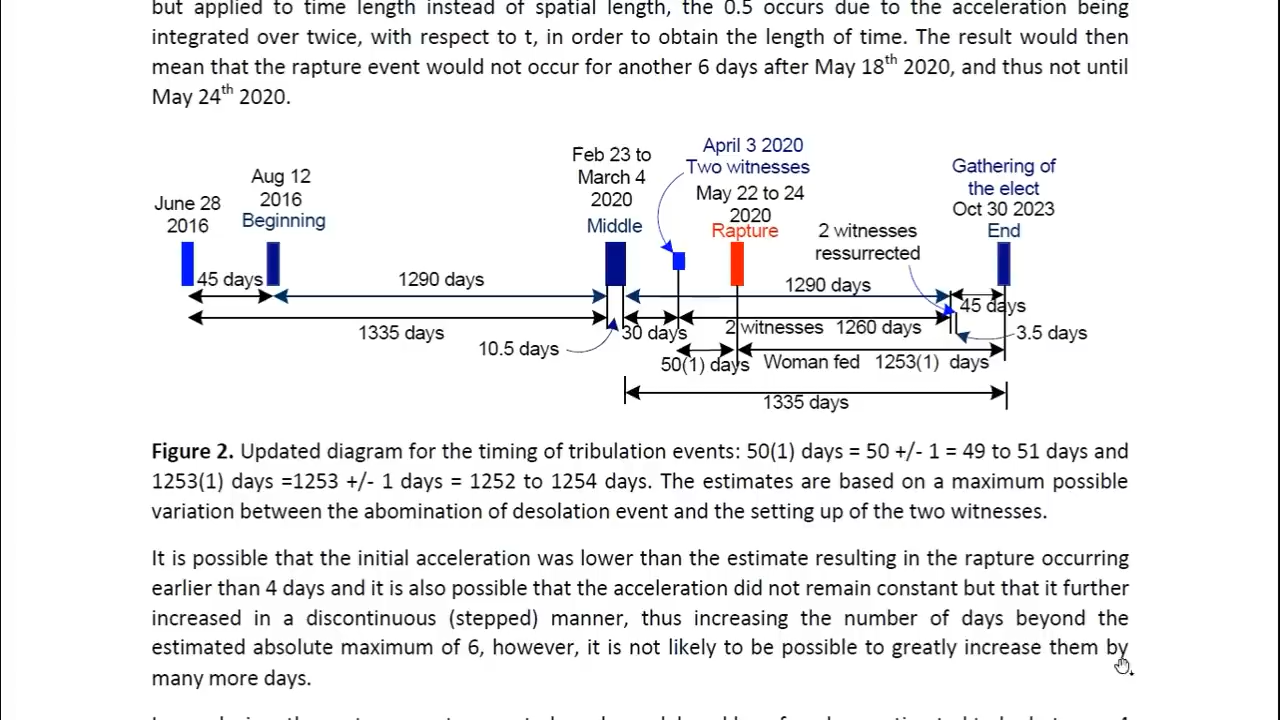 but applied to time length instead of spatial length, the 0.5 occurs due to the acceleration being
integrated over twice, with respect to t, in order to obtain the length of time. The result would then
mean that the rapture event would not occur for another 6 days after May 18th 2020, and thus not until
May 24th 2020.
April 3 2020
Two witnesses
Feb 23 to
March 4
2020
Middle
Gathering of
the elect
Oct 30 2023
End
Aug 12
2016
Beginning
June 28
2016
May 22 to 24
2020
Rapture
2 witnesses
ressurrected
45 days
1290 days
1290 days
45 days
1335 days
10.5 days
30 days
2 witnesses 1260 days
3.5 days
50(1) days
Woman fed 1253(1) days
1335 days
Figure 2. Updated diagram for the timing of tribulation events: 50(1) days = 50 +/- 1 = 49 to 51 days and
1253(1) days =1253 +/- 1 days = 1252 to 1254 days. The estimates are based on a maximum possible
variation between the abomination of desolation event and the setting up of the two witnesses.
It is possible that the initial acceleration was lower than the estimate resulting in the rapture occurring
earlier than 4 days and it is also possible that the acceleration did not remain constant but that it further
increased in a discontinuous (stepped) manner, thus increasing the number of days beyond the
estimated absolute maximum of 6, however, it is not likely to be possible to greatly increase them by
many more days.